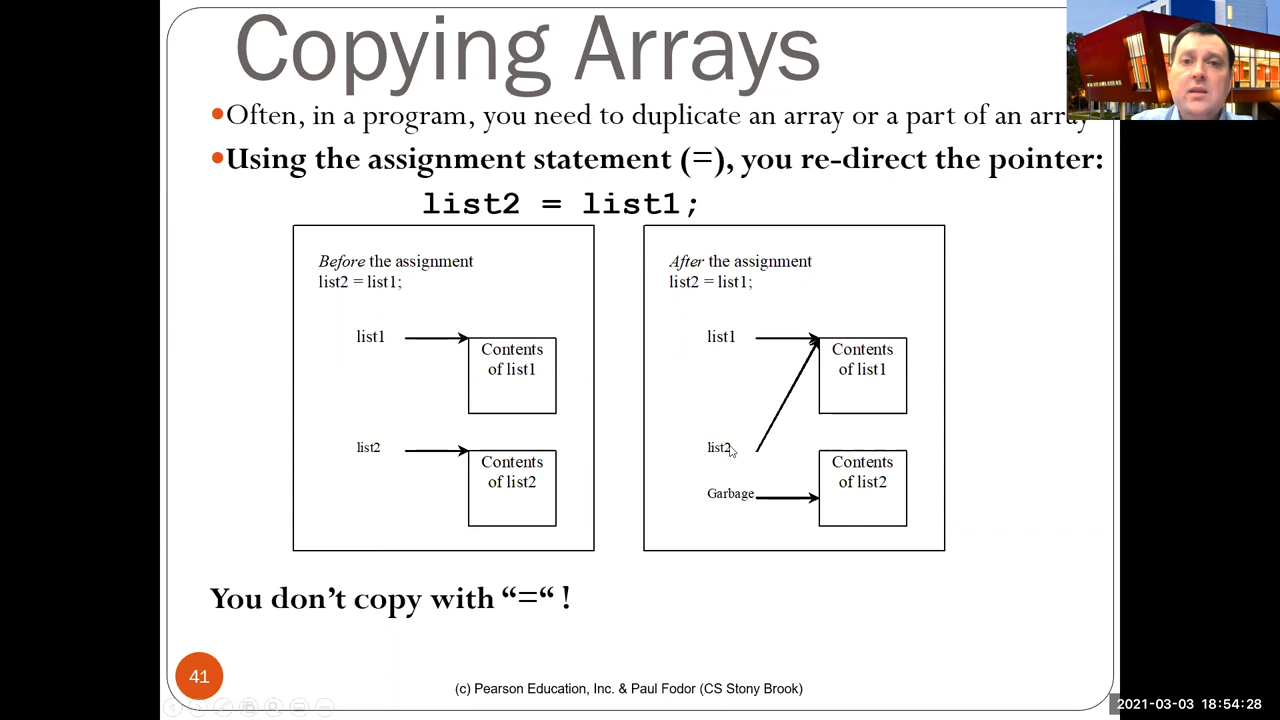 Copying Arrays
•Often, in a program, you need to duplicate an array or a part of an array
•Using the assignment statement (=), you re-direct the pointer:
list2 = list1;
Before the assignment
list2 = list1;
list1
Contents
of list1
list2
Contents
of list2
After the assignment
list2 = list1;
list1
Contents
of list1
list2
Garbage
Contents
of list2
You don’t copy with “=“ !
41
(c) Pearson Education, Inc. & Paul Fodor (CS Stony Brook)
2021-03-03 18:54:28